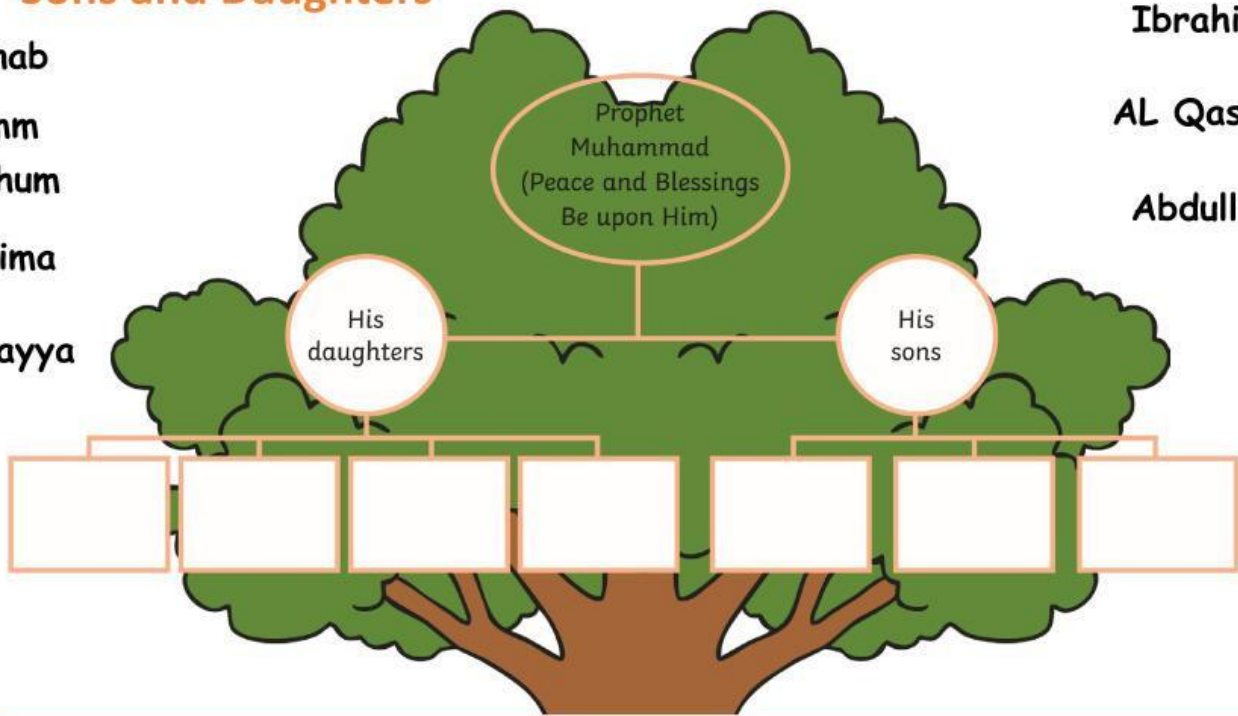 Sons and Daughters
nab
mm
hum
ima
ayya
Ibrahi
AL Qas
Abdull
Prophet
Muhammad
(Peace and Blessings
Be upon Him)
His
daughters
His
sons